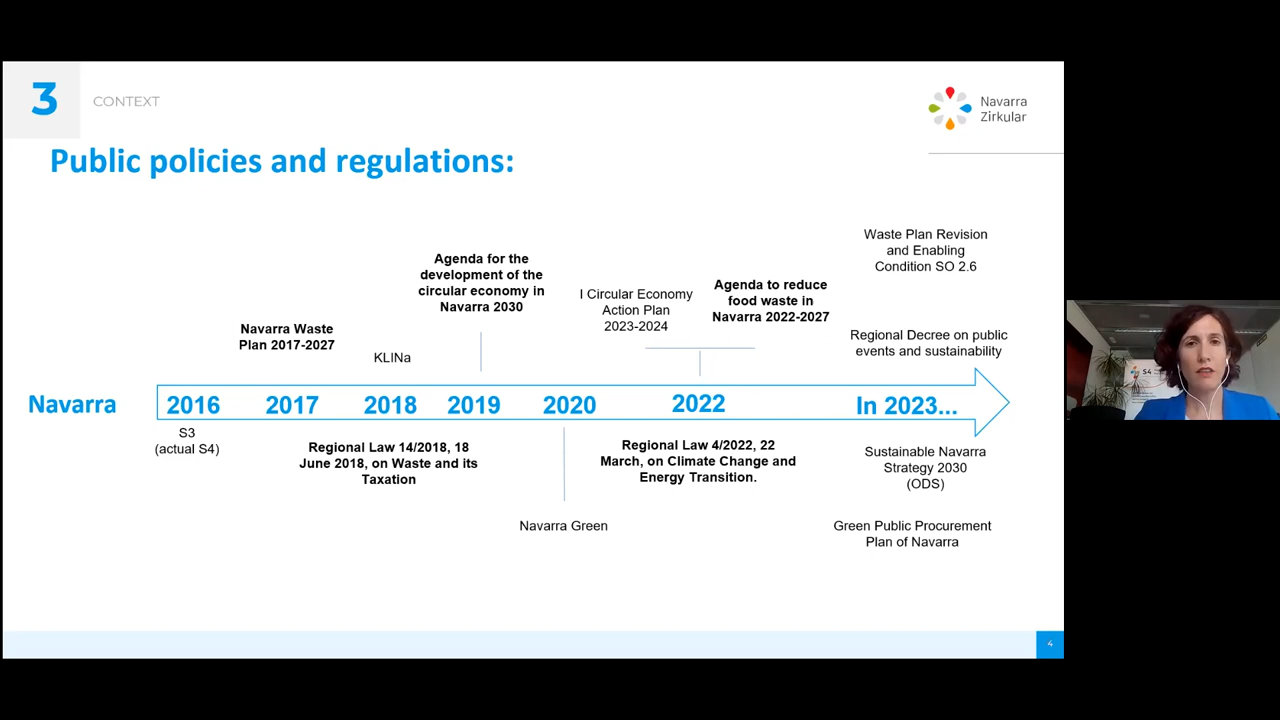 3
CONTEXT
Navarra
Zirkular
Public policies and regulations:
Waste Plan Revision
and Enabling
Condition SO 2.6
Agenda for the
development of the
circular economy in
Navarra 2030
I Circular Economy
Action Plan
2023-2024
Agenda to reduce
food waste in
Navarra 2022-2027
Navarra Waste
Plan 2017-2027
KLINa
Regional Decree on public
events and sustainability
Navarra
2016
2017
2018
2019
2020
2022
In 2023...
S3
(actual S4)
Regional Law 14/2018, 18
June 2018, on Waste and its
Taxation
Regional Law 4/2022, 22
March, on Climate Change and
Energy Transition.
Sustainable Navarra
Strategy 2030
(ODS)
Navarra Green
Green Public Procurement
Plan of Navarra
4
S4